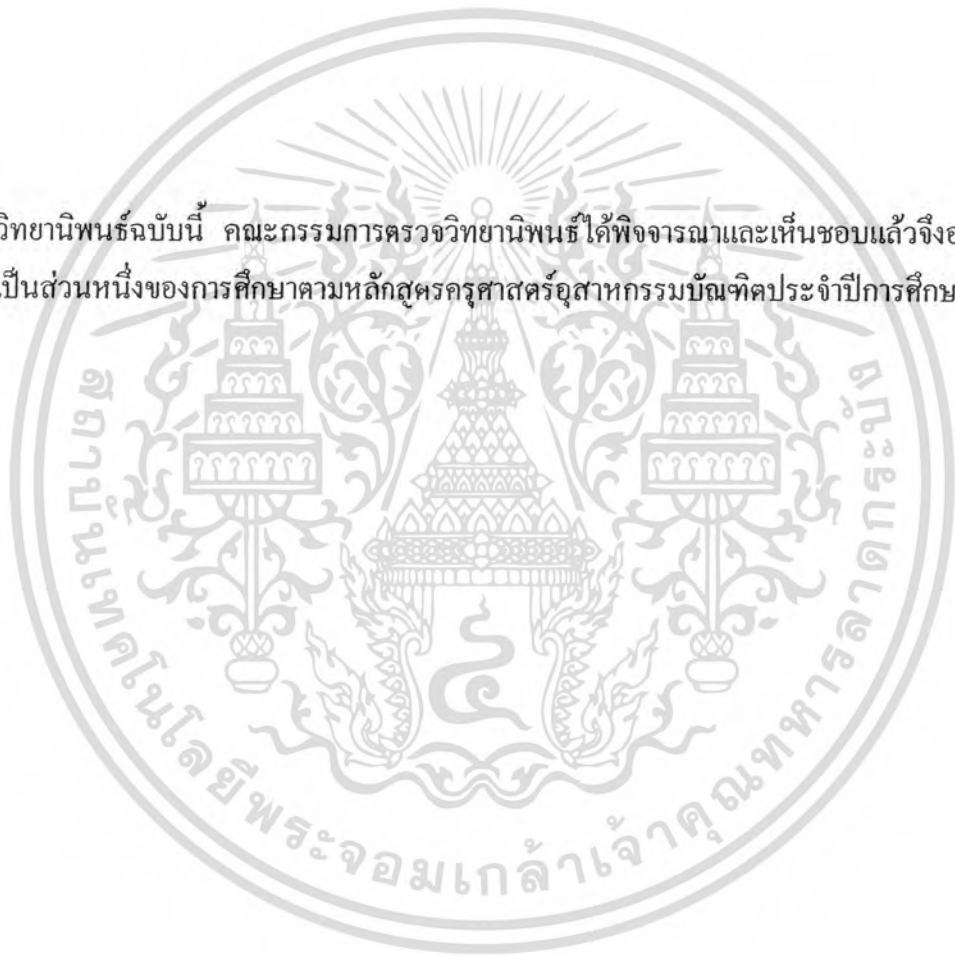 วิทยานิพนธ์ฉบับนี้ คณะกรรมการตรวจวิทยานิพนธ์ได้พิจจารณาและเห็นชอบแล้วจึงอ
เป็นส่วนหนึ่งของการศึกษาตามหลักสูตรครุศาสตร์อุสาหกรรมบัณฑิตประจำปีการศึกษ
สถาบันเทคโนโลยีพระจอมเกล้าเจ้าคุณทหารลาดกระบัง
๔